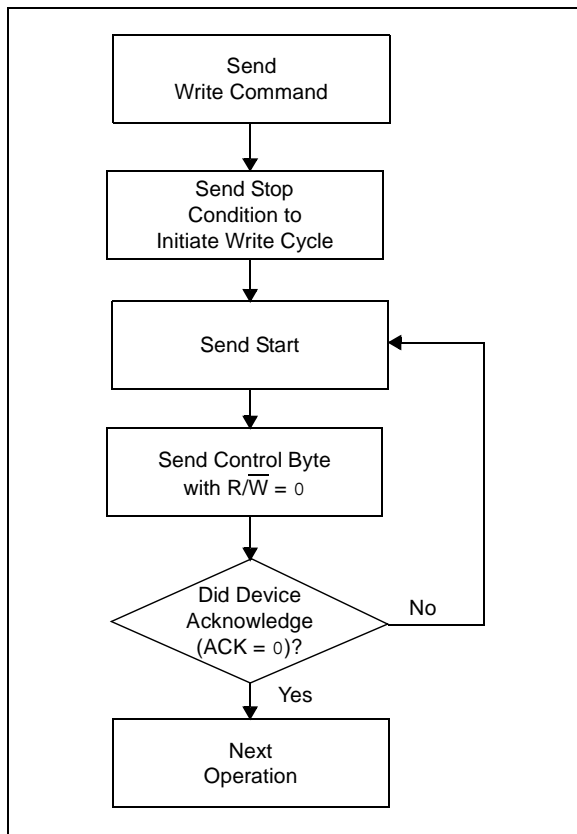 Send
Write Command
Send Stop
Condition to
Initiate Write Cycle
Send Start
Send Control Byte
with R/W̅ = 0
Did Device
Acknowledge
(ACK = 0)?
No
Yes
Next
Operation